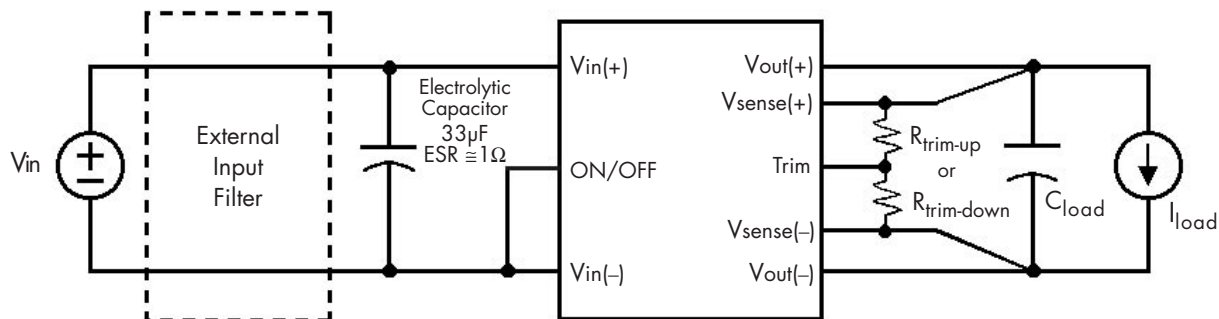 Vin
External
Input
Filter
Electrolytic
Capacitor
33µF
ESR ≅1Ω
Vin(+)
ON/OFF
Vin(–)
Vout(+)
Vsense(+)
Trim
Vsense(–)
Vout(–)
Rtrim-up
or
Rtrim-down
Cload
Iload